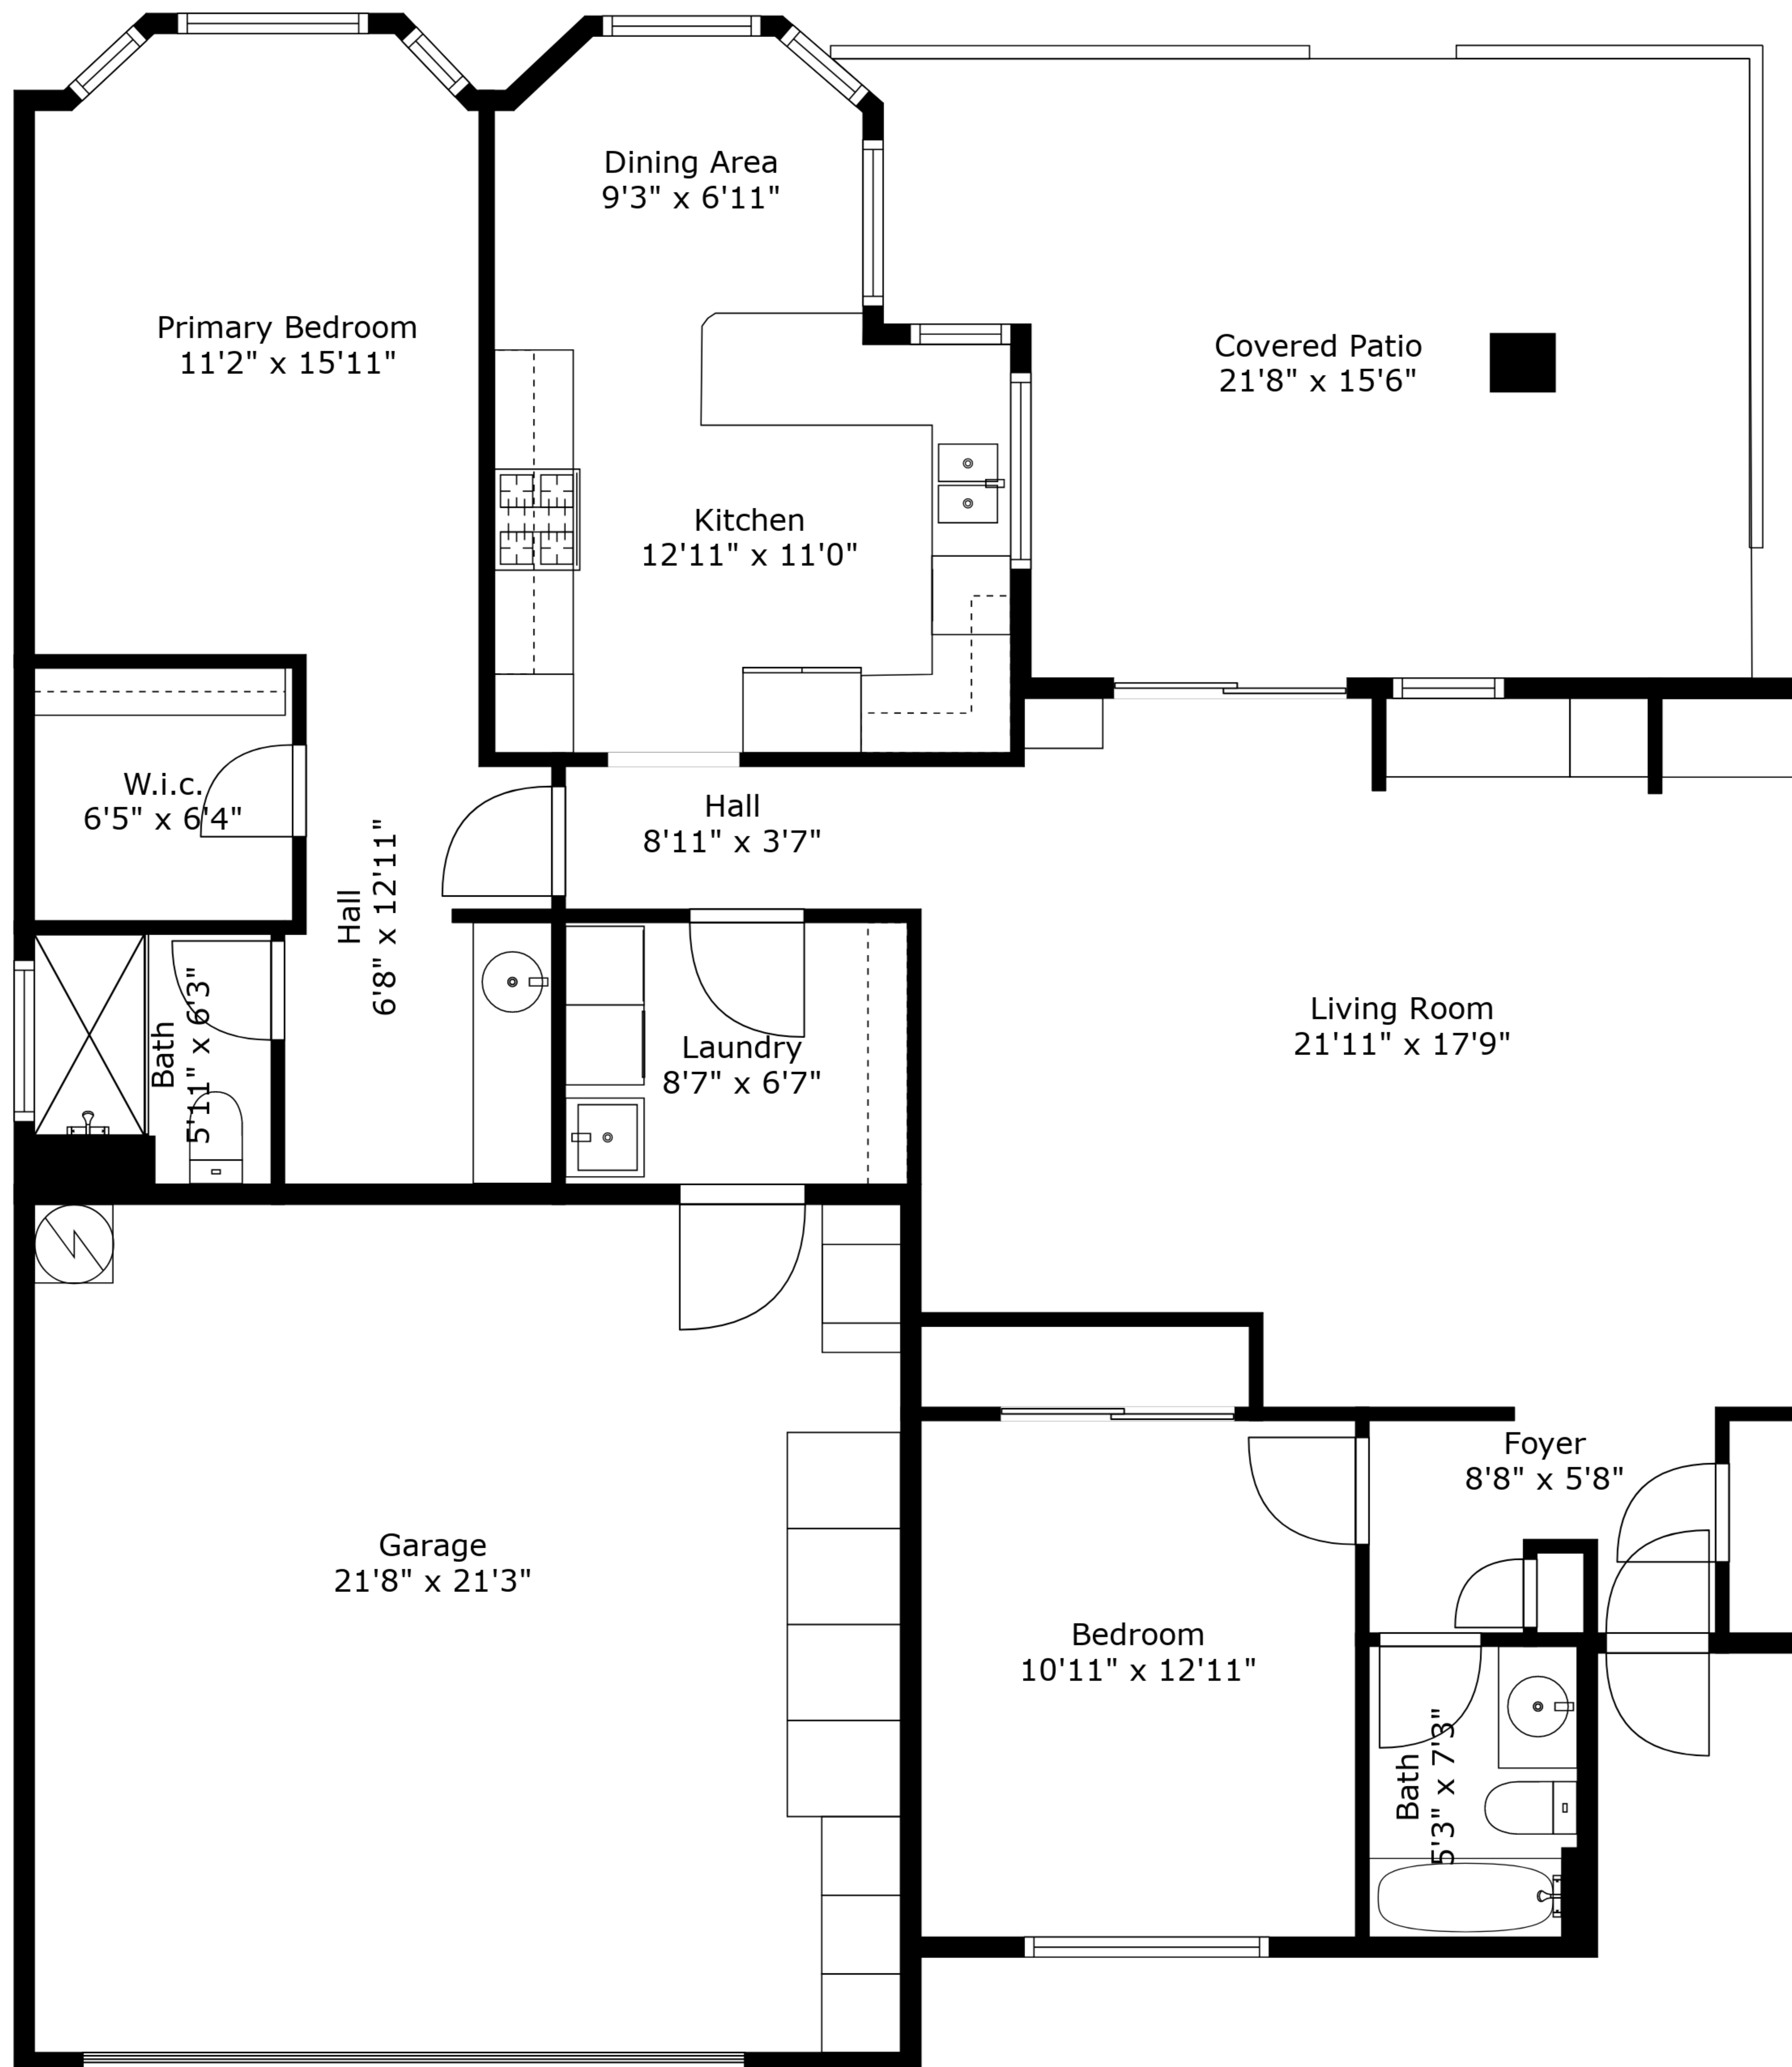 Dining Area
9'3" x 6'11"
Primary Bedroom
11'2" x 15'11"
Covered Patio
21'8" x 15'6"
Kitchen
12'11" x 11'0"
W.i.c.
6'5" x 6'4"
Hall
8'11" x 3'7"
Hall
6'8" x 12'11"
Bath
5'11" x 6'3"
Laundry
8'7" x 6'7"
Living Room
21'11" x 17'9"
Foyer
8'8" x 5'8"
Garage
21'8" x 21'3"
Bedroom
10'11" x 12'11"
Bath
5'3" x 7'3"